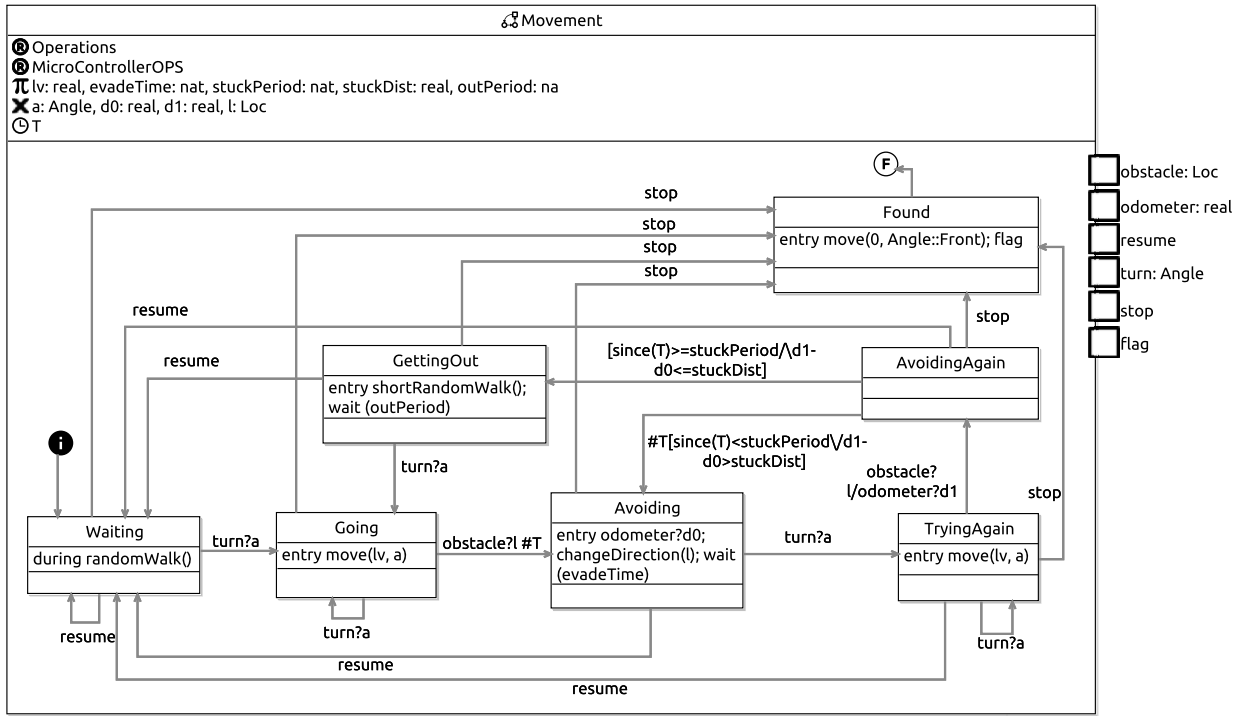 Movement
R Operations
R MicroControllerOPS
π lv: real, evadeTime: nat, stuckPeriod: nat, stuckDist: real, outPeriod: na
X a: Angle, d0: real, d1: real, l: Loc
T
F
obstacle: Loc
odometer: real
resume
turn: Angle
stop
flag
stop
stop
stop
stop
Found
entry move(0, Angle::Front); flag
resume
stop
resume
GettingOut
entry shortRandomWalk();
wait (outPeriod)
[since(T)>=stuckPeriod/\d1-
d0<=stuckDist]
AvoidingAgain
i
turn?a
#T[since(T)<stuckPeriod\/d1-
d0>stuckDist]
obstacle?
l/odometer?d1
stop
Waiting
during randomWalk()
turn?a
Going
entry move(lv, a)
obstacle?l #T
Avoiding
entry odometer?d0;
changeDirection(l); wait
(evadeTime)
turn?a
TryingAgain
entry move(lv, a)
resume
turn?a
turn?a
resume
resume